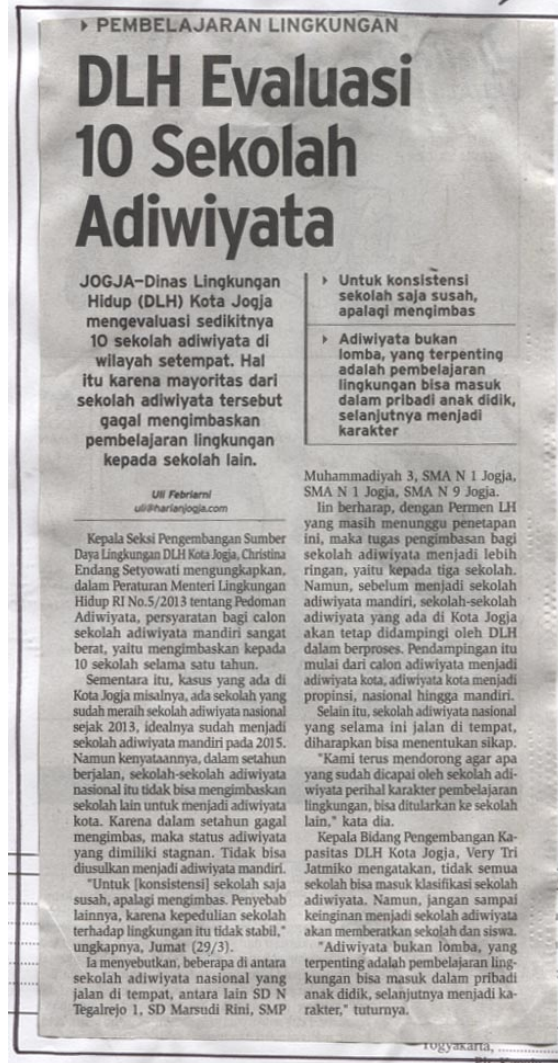 PEMBELAJARAN LINGKUNGAN
DLH Evaluasi
10 Sekolah
Adiwiyata
JOGJA—Dinas Lingkungan
Hidup (DLH) Kota Jogja
mengevaluasi sedikitnya
10 sekolah adiwiyata di
wilayah setempat. Hal
itu karena mayoritas dari
sekolah adiwiyata tersebut
gagal mengimbaskan
pembelajaran lingkungan
kepada sekolah lain.
Untuk konsistensi
sekolah saja susah,
apalagi mengimbas
Adiwiyata bukan
lomba, yang terpenting
adalah pembelajaran
lingkungan bisa masuk
dalam pribadi anak didik,
selanjutnya menjadi
karakter
Uli Febriarni
uli@harianjogja.com
Kepala Seksi Pengembangan Sumber
Daya Lingkungan DLH Kota Jogja, Christina
Endang Setyowati mengungkapkan,
dalam Peraturan Menteri Lingkungan
Hidup RI No.5/2013 tentang Pedoman
Adiwiyata, persyaratan bagi calon
sekolah adiwiyata mandiri sangat
berat, yaitu mengimbaskan kepada
10 sekolah selama satu tahun.
Sementara itu, kasus yang ada di
Kota Jogja misalnya, ada sekolah yang
sudah meraih sekolah adiwiyata nasional
sejak 2013, idealnya sudah menjadi
sekolah adiwiyata mandiri pada 2015.
Namun kenyataannya, dalam setahun
berjalan, sekolah-sekolah adiwiyata
nasional itu tidak bisa mengimbaskan
sekolah lain untuk menjadi adiwiyata
kota. Karena dalam setahun gagal
mengimbas, maka status adiwiyata
yang dimiliki stagnan. Tidak bisa
diusulkan menjadi adiwiyata mandiri.
"Untuk [konsistensi] sekolah saja
susah, apalagi mengimbas. Penyebab
lainnya, karena kepedulian sekolah
terhadap lingkungan itu tidak stabil,"
ungkapnya, Jumat (29/3).
Ia menyebutkan, beberapa di antara
sekolah adiwiyata nasional yang
jalan di tempat, antara lain SD N
Tegalrejo 1, SD Marsudi Rini, SMP
Muhammadiyah 3, SMA N 1 Jogja,
SMA N 1 Jogja, SMA N 9 Jogja.
Iin berharap, dengan Permen LH
yang masih menunggu penetapan
ini, maka tugas pengimbasan bagi
sekolah adiwiyata menjadi lebih
ringan, yaitu kepada tiga sekolah.
Namun, sebelum menjadi sekolah
adiwiyata mandiri, sekolah-sekolah
adiwiyata yang ada di Kota Jogja
akan tetap didampingi oleh DLH
dalam berproses. Pendampingan itu
mulai dari calon adiwiyata menjadi
adiwiyata kota, adiwiyata kota menjadi
propinsi, nasional hingga mandiri.
Selain itu, sekolah adiwiyata nasional
yang selama ini jalan di tempat,
diharapkan bisa menentukan sikap.
"Kami terus mendorong agar apa
yang sudah dicapai oleh sekolah adi-
wiyata perihal karakter pembelajaran
lingkungan, bisa ditularkan ke sekolah
lain," kata dia.
Kepala Bidang Pengembangan Ka-
pasitas DLH Kota Jogja, Very Tri
Jatmiko mengatakan, tidak semua
sekolah bisa masuk klasifikasi sekolah
adiwiyata. Namun, jangan sampai
keinginan menjadi sekolah adiwiyata
akan memberatkan sekolah dan siswa.
"Adiwiyata bukan lomba, yang
terpenting adalah pembelajaran ling-
kungan bisa masuk dalam pribadi
anak didik, selanjutnya menjadi ka-
rakter," tuturnya.
Yogyakarta,